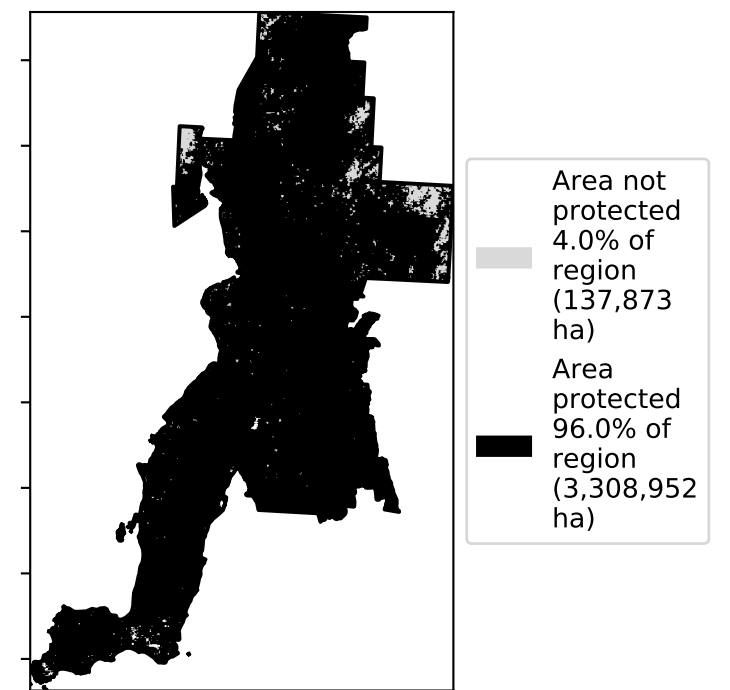 Area not
protected
4.0% of
region
(137,873
ha)
Area
protected
96.0% of
region
(3,308,952
ha)